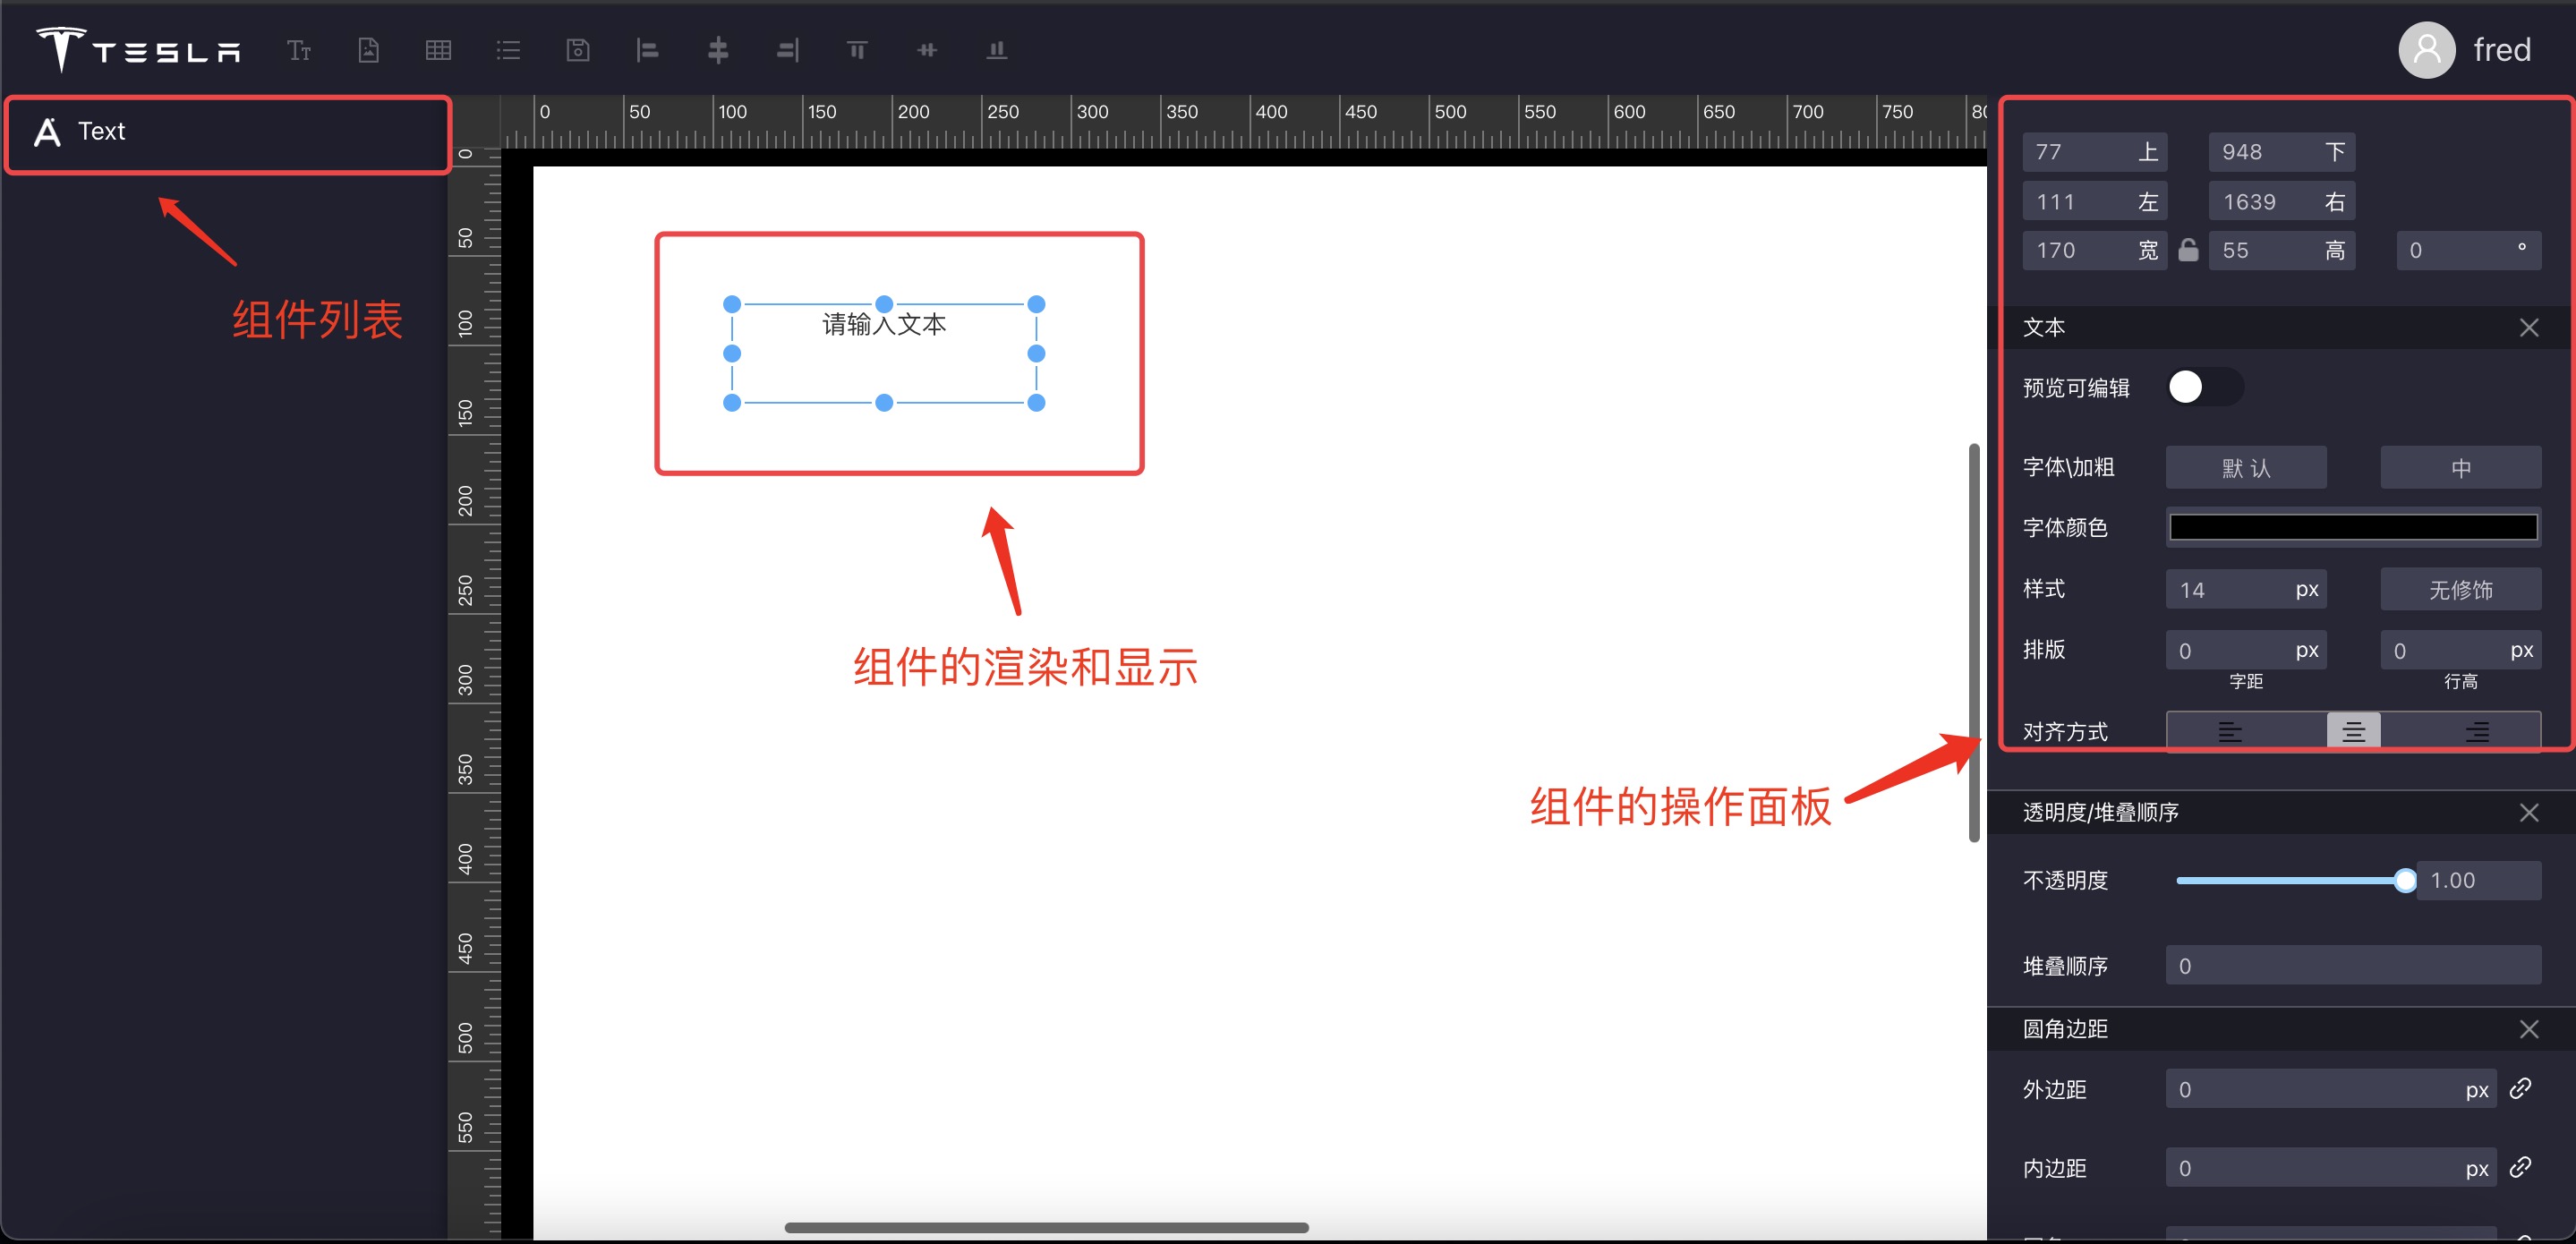 TESLA
fred
Text
组件列表
0 50 100 150 200 250 300 350 400 450 500 550 600 650 700 750
0
50
100
150
200
250
300
350
400
450
500
550
请输入文本
组件的渲染和显示
组件的操作面板
77 上 948 下
111 左 1639 右
170 宽 55 高 0 °
文本
预览可编辑
字体\加粗 默 认 中
字体颜色
样式 14 px 无修饰
排版 0 px 0 px
字距 行高
对齐方式
透明度/堆叠顺序
不透明度 1.00
堆叠顺序 0
圆角边距
外边距 0 px
内边距 0 px